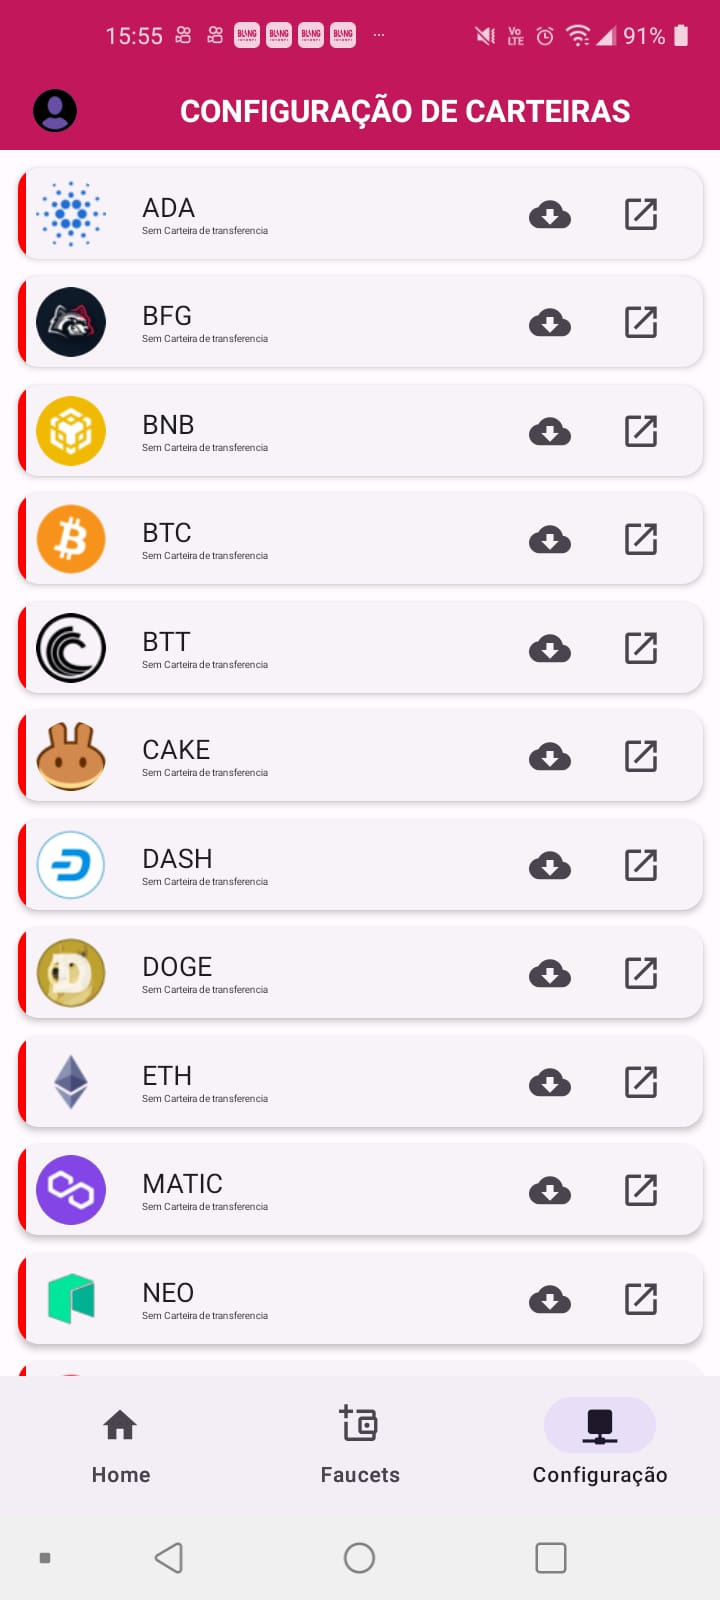 15:55 BLING BLING BLING BLING ... Vo LTE 91%
CONFIGURAÇÃO DE CARTEIRAS
ADA
Sem Carteira de transferencia
BFG
Sem Carteira de transferencia
BNB
Sem Carteira de transferencia
BTC
Sem Carteira de transferencia
BTT
Sem Carteira de transferencia
CAKE
Sem Carteira de transferencia
DASH
Sem Carteira de transferencia
DOGE
Sem Carteira de transferencia
ETH
Sem Carteira de transferencia
MATIC
Sem Carteira de transferencia
NEO
Sem Carteira de transferencia
Home Faucets Configuração